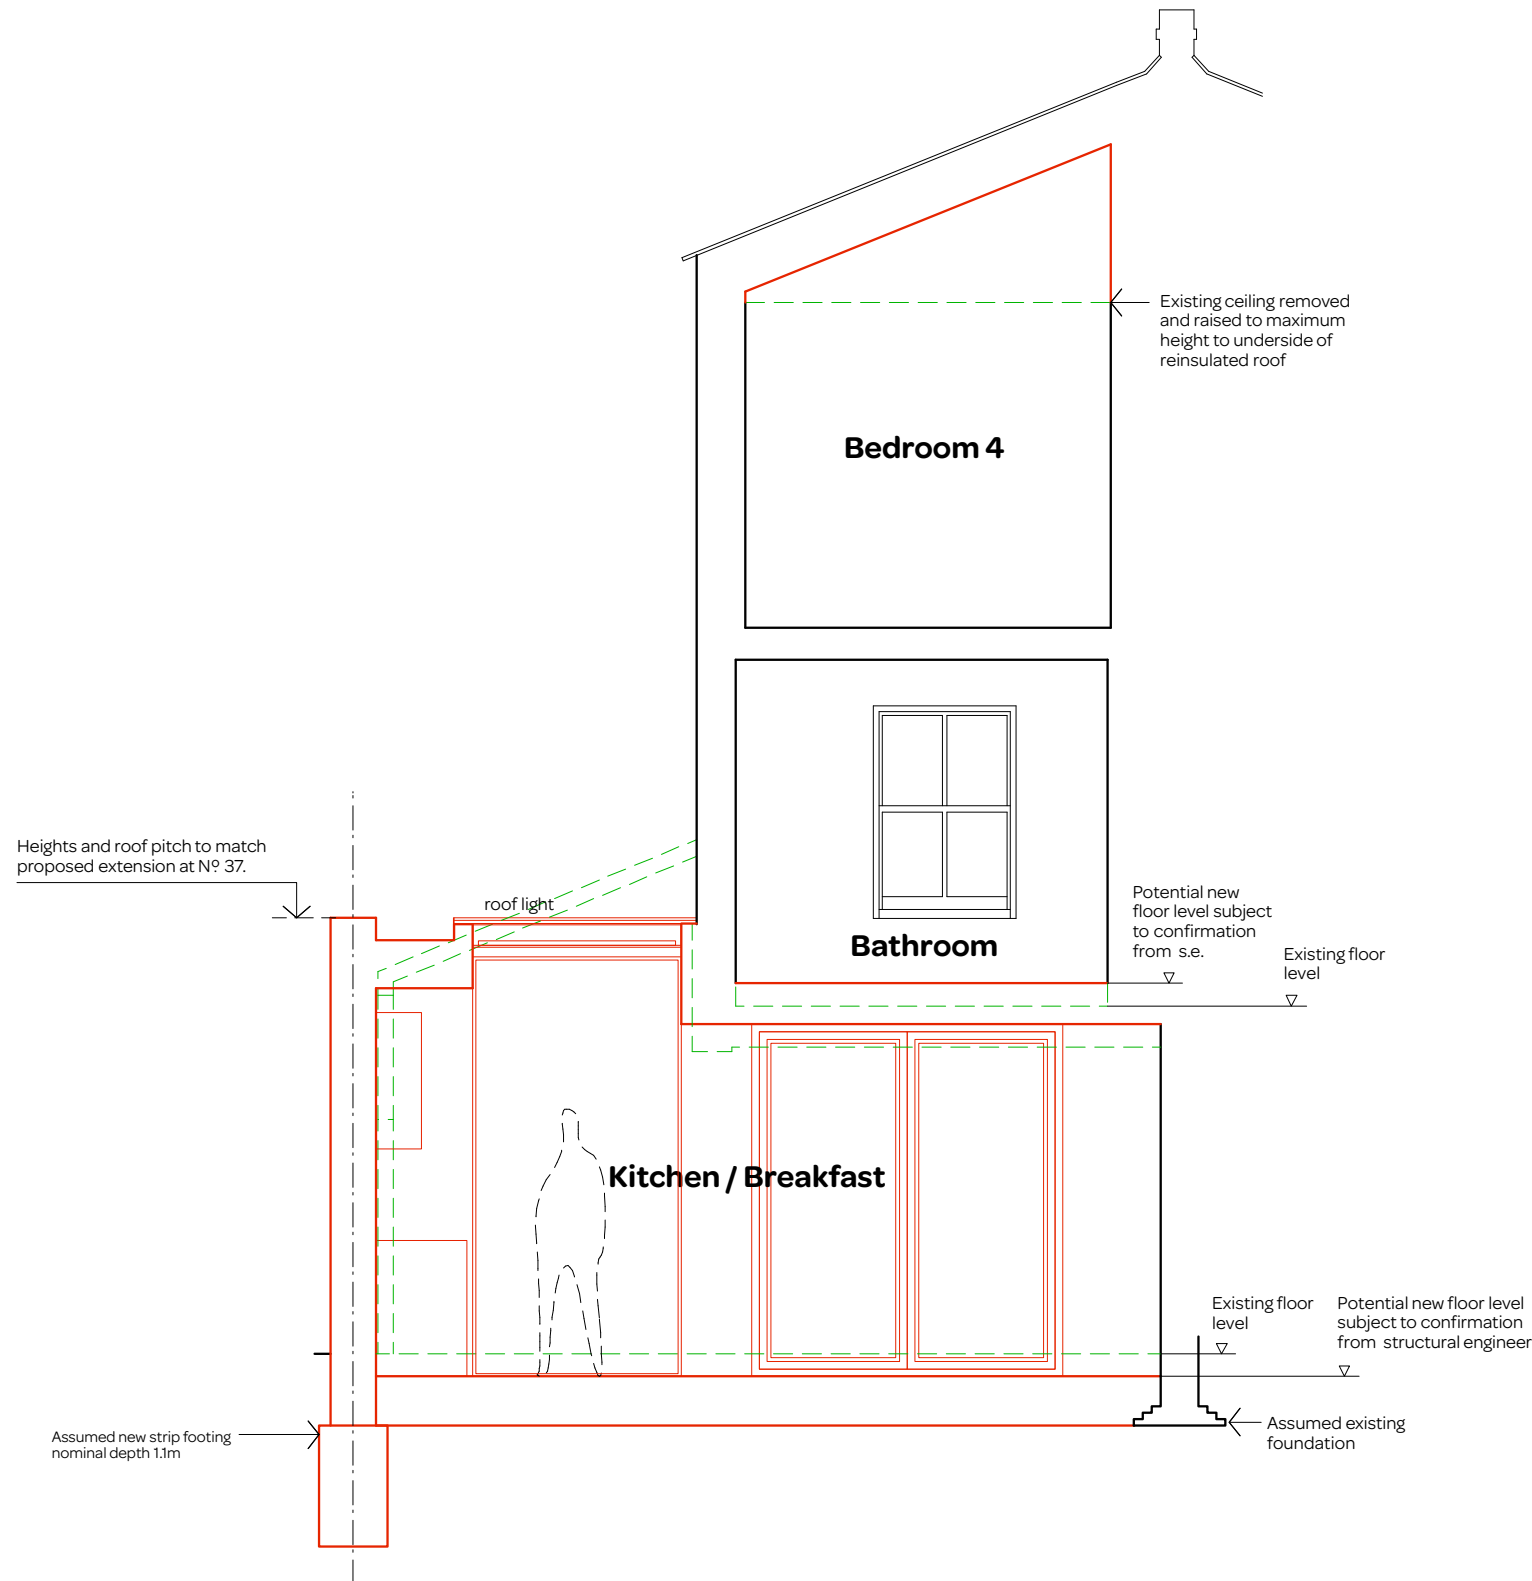 Existing ceiling removed
and raised to maximum
height to underside of
reinsulated roof
Bedroom 4
Heights and roof pitch to match
proposed extension at Nº 37.
roof light
Bathroom
Potential new
floor level subject
to confirmation
from s.e.
Existing floor
level
Kitchen / Breakfast
Existing floor
level
Potential new floor level
subject to confirmation
from structural engineer
Assumed new strip footing
nominal depth 1.1m
Assumed existing
foundation